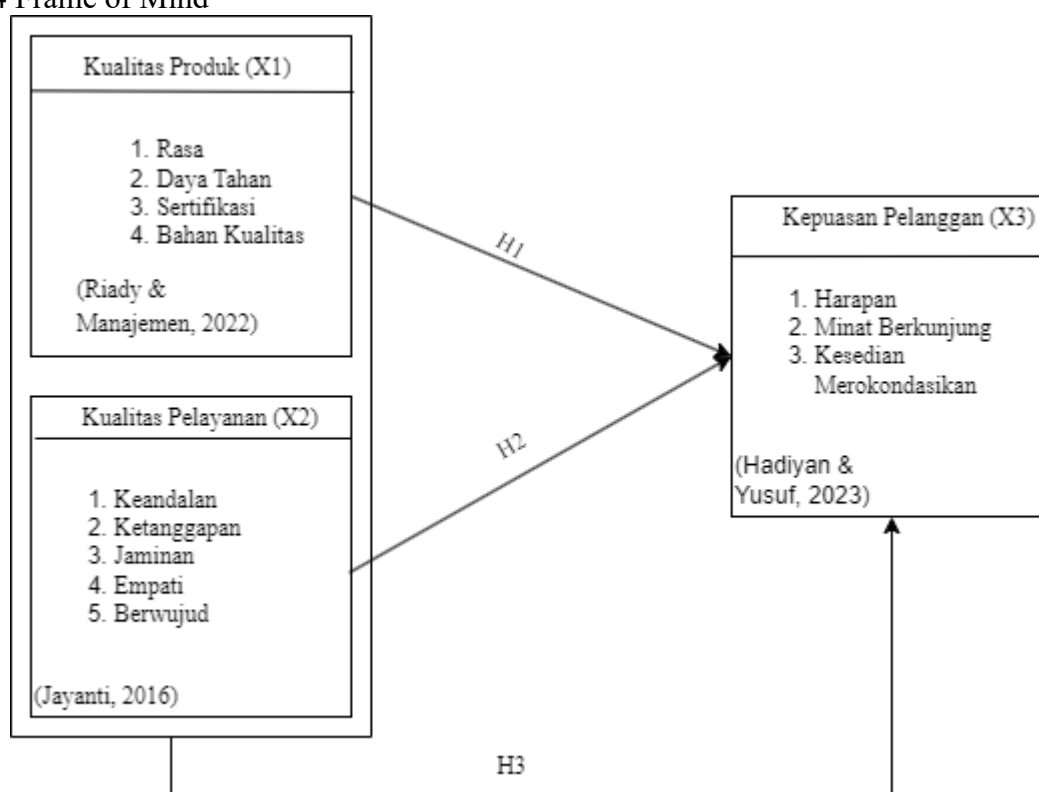 4 Frame of Mind
Kualitas Produk (X1)
1. Rasa
2. Daya Tahan
3. Sertifikasi
4. Bahan Kualitas
(Riady &
Manajemen, 2022)
H1
Kepuasan Pelanggan (X3)
1. Harapan
2. Minat Berkunjung
3. Kesedian
Merokondasikan
(Hadiyan &
Yusuf, 2023)
H2
Kualitas Pelayanan (X2)
1. Keandalan
2. Ketanggapan
3. Jaminan
4. Empati
5. Berwujud
(Jayanti, 2016)
H3